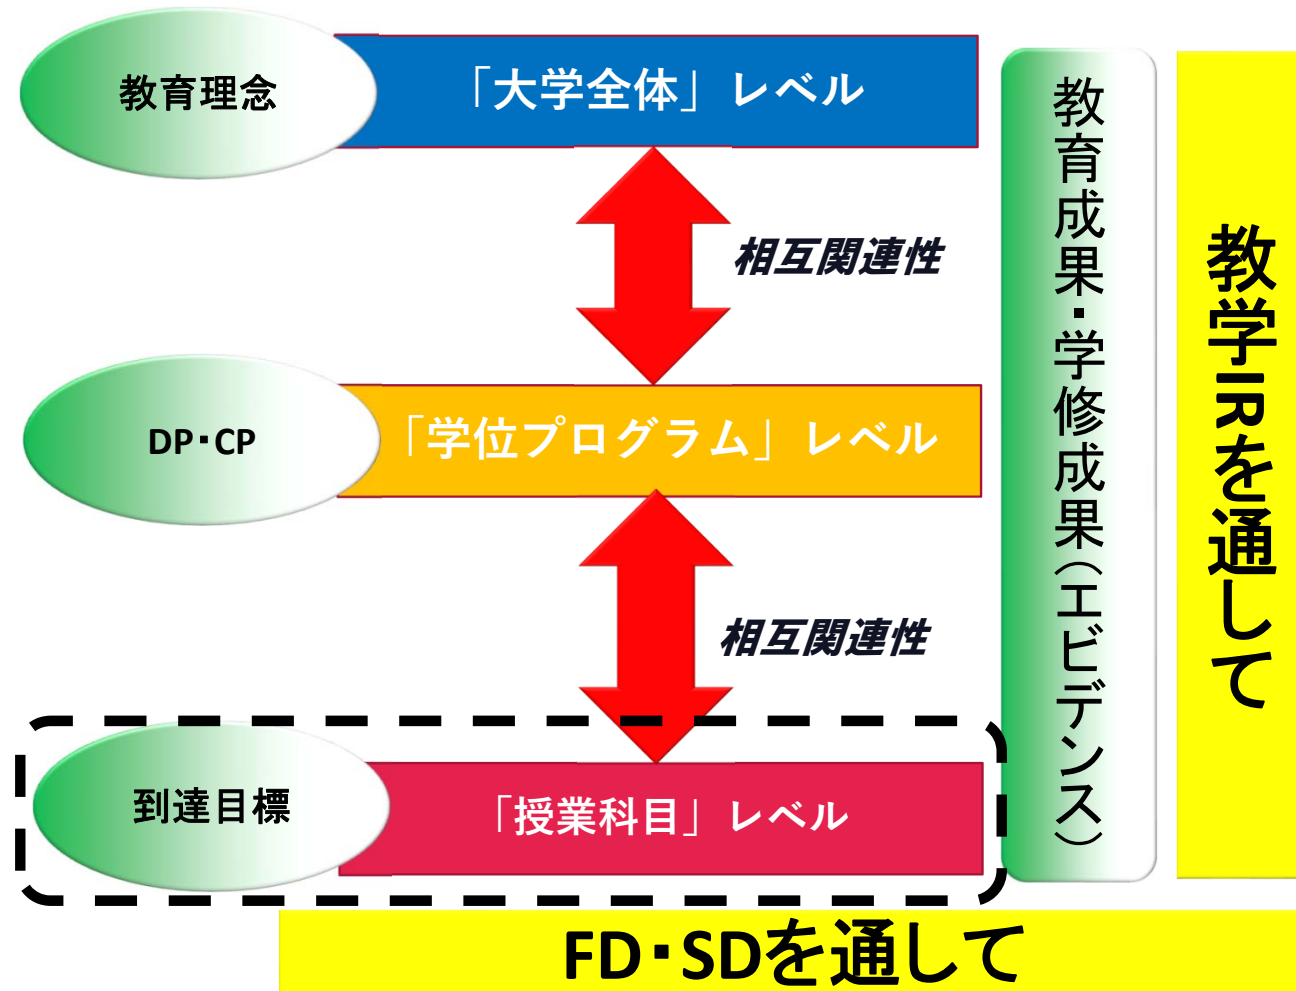 教育理念
「大学全体」レベル
相互関連性
DP・CP
「学位プログラム」レベル
相互関連性
到達目標
「授業科目」レベル
教育成果・学修成果（エビデンス）
教学IRを通して
FD・SDを通して